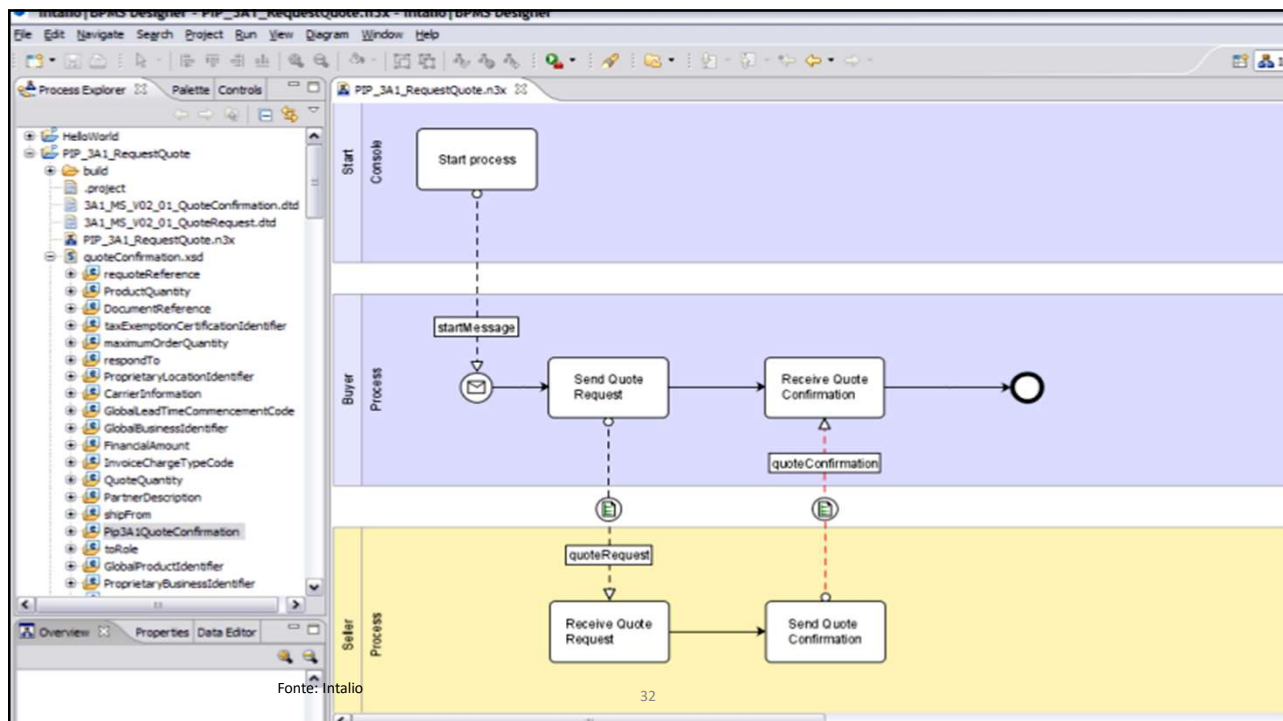 Intalio|BPMS Designer - PIP_3A1_RequestQuote.n3x - Intalio|BPMS Designer
File Edit Navigate Search Project Run View Diagram Window Help
Process Explorer Palette Controls
PIP_3A1_RequestQuote.n3x
HelloWorld
PIP_3A1_RequestQuote
build
.project
3A1_MS_V02_01_QuoteConfirmation.dtd
3A1_MS_V02_01_QuoteRequest.dtd
PIP_3A1_RequestQuote.n3x
quoteConfirmation.xsd
requoteReference
ProductQuantity
DocumentReference
taxExemptionCertificationIdentifier
maximumOrderQuantity
respondTo
ProprietaryLocationIdentifier
CarrierInformation
GlobalLeadTimeCommencementCode
GlobalBusinessIdentifier
FinancialAmount
InvoiceChargeTypeCode
QuoteQuantity
PartnerDescription
shipFrom
Pip3A1QuoteConfirmation
toRole
GlobalProductIdentifier
ProprietaryBusinessIdentifier
Overview Properties Data Editor
Start
Console
Start process
startMessage
Buyer
Process
Send Quote
Request
Receive Quote
Confirmation
quoteConfirmation
quoteRequest
Seller
Process
Receive Quote
Request
Send Quote
Confirmation
Fonte: Intalio
32